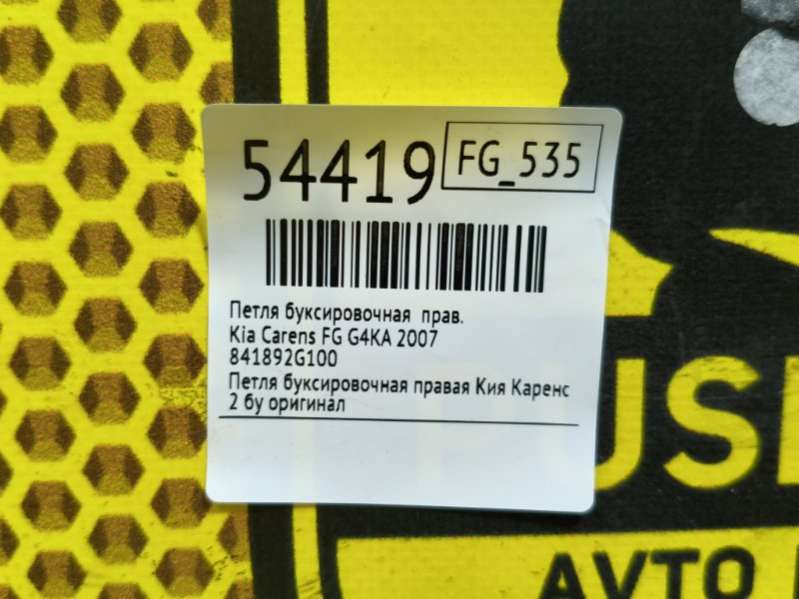 54419
FG_535
Петля буксировочная прав.
Kia Carens FG G4KA 2007
841892G100
Петля буксировочная правая Кия Каренс
2 бу оригинал
AVTO